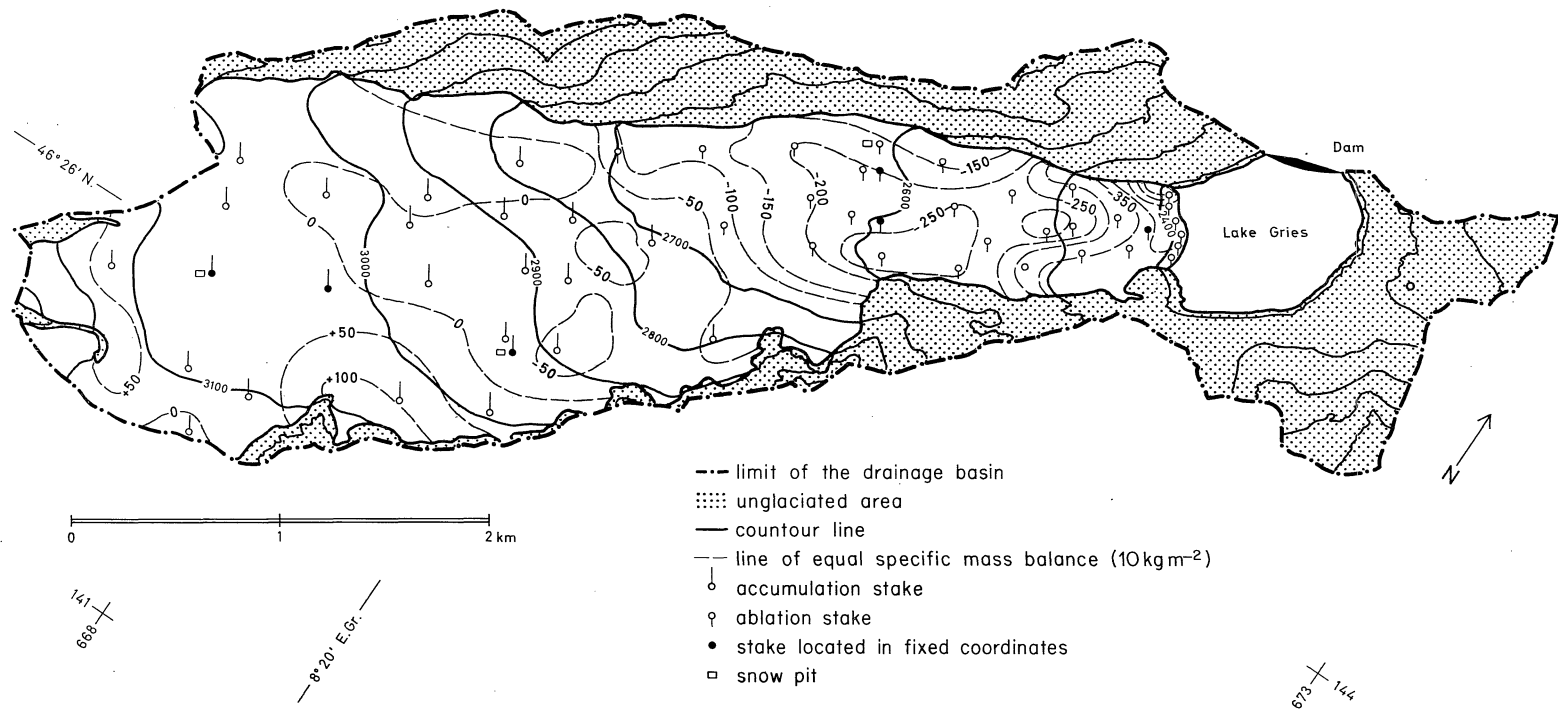 46° 26' N.
Dam
Lake Gries
0
0
0
0
3000
2900
2800
2700
2600
2400
3100
-50
-50
-50
-100
-150
-200
-250
-150
-250
-350
+50
+50
+100
N
0 1 2 km
limit of the drainage basin
unglaciated area
countour line
line of equal specific mass balance (10 kg m⁻²)
accumulation stake
ablation stake
stake located in fixed coordinates
snow pit
141
668
8° 20' E.Gr.
673
144